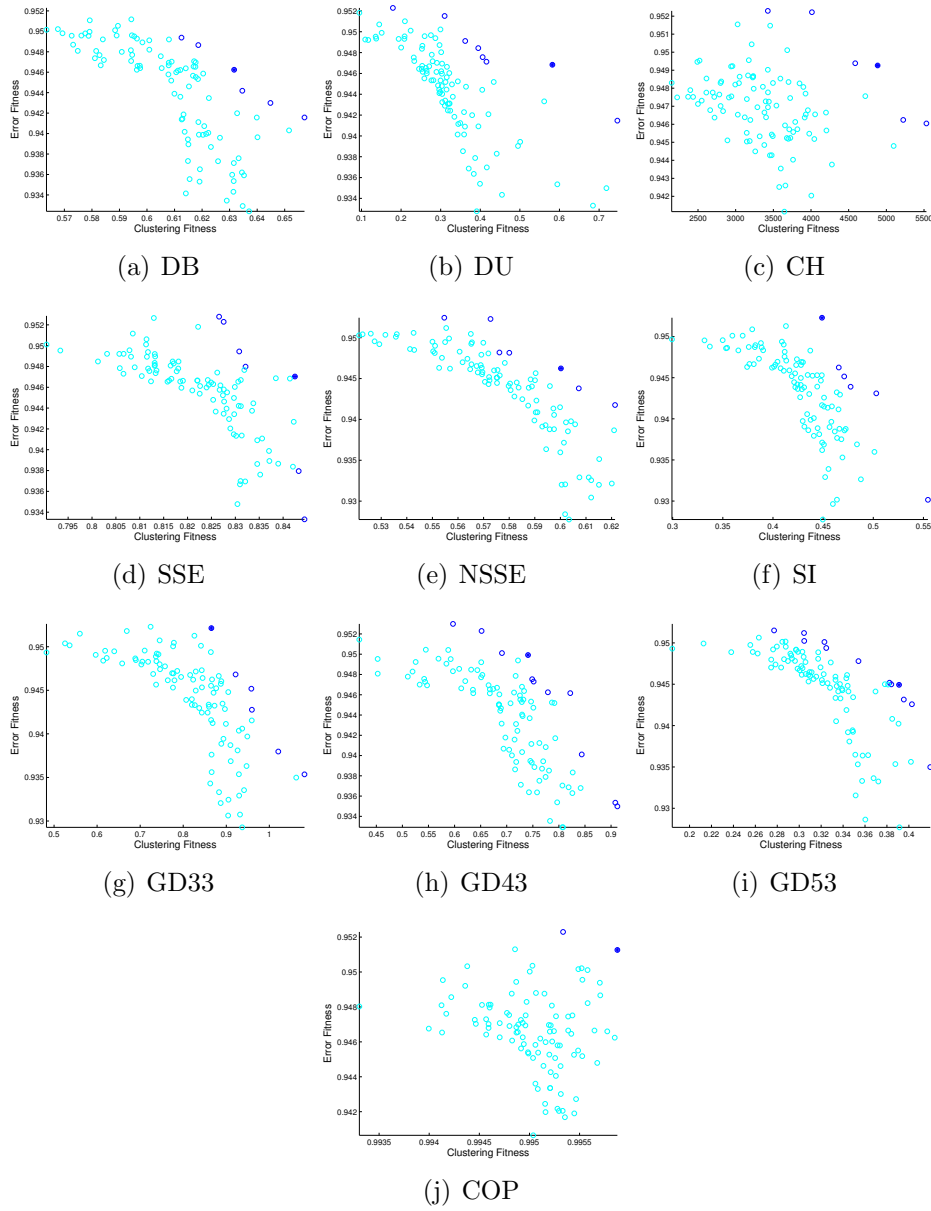 0.952
0.95
0.948
0.946
0.944
0.942
0.94
0.938
0.936
0.934
Error Fitness
0.57 0.58 0.59 0.6 0.61 0.62 0.63 0.64 0.65
Clustering Fitness
(a) DB
0.952
0.95
0.948
0.946
0.944
0.942
0.94
0.938
0.936
0.934
Error Fitness
0.1 0.2 0.3 0.4 0.5 0.6 0.7
Clustering Fitness
(b) DU
0.952
0.951
0.95
0.949
0.948
0.947
0.946
0.945
0.944
0.943
0.942
Error Fitness
2500 3000 3500 4000 4500 5000 5500
Clustering Fitness
(c) CH
0.952
0.95
0.948
0.946
0.944
0.942
0.94
0.938
0.936
0.934
Error Fitness
0.795 0.8 0.805 0.81 0.815 0.82 0.825 0.83 0.835 0.84
Clustering Fitness
(d) SSE
0.95
0.945
0.94
0.935
0.93
Error Fitness
0.53 0.54 0.55 0.56 0.57 0.58 0.59 0.6 0.61 0.62
Clustering Fitness
(e) NSSE
0.95
0.945
0.94
0.935
0.93
Error Fitness
0.3 0.35 0.4 0.45 0.5 0.55
Clustering Fitness
(f) SI
0.95
0.945
0.94
0.935
0.93
Error Fitness
0.5 0.6 0.7 0.8 0.9 1
Clustering Fitness
(g) GD33
0.952
0.95
0.948
0.946
0.944
0.942
0.94
0.938
0.936
0.934
Error Fitness
0.45 0.5 0.55 0.6 0.65 0.7 0.75 0.8 0.85 0.9
Clustering Fitness
(h) GD43
0.95
0.945
0.94
0.935
0.93
Error Fitness
0.2 0.22 0.24 0.26 0.28 0.3 0.32 0.34 0.36 0.38 0.4
Clustering Fitness
(i) GD53
0.952
0.95
0.948
0.946
0.944
0.942
Error Fitness
0.9935 0.994 0.9945 0.995 0.9955
Clustering Fitness
(j) COP